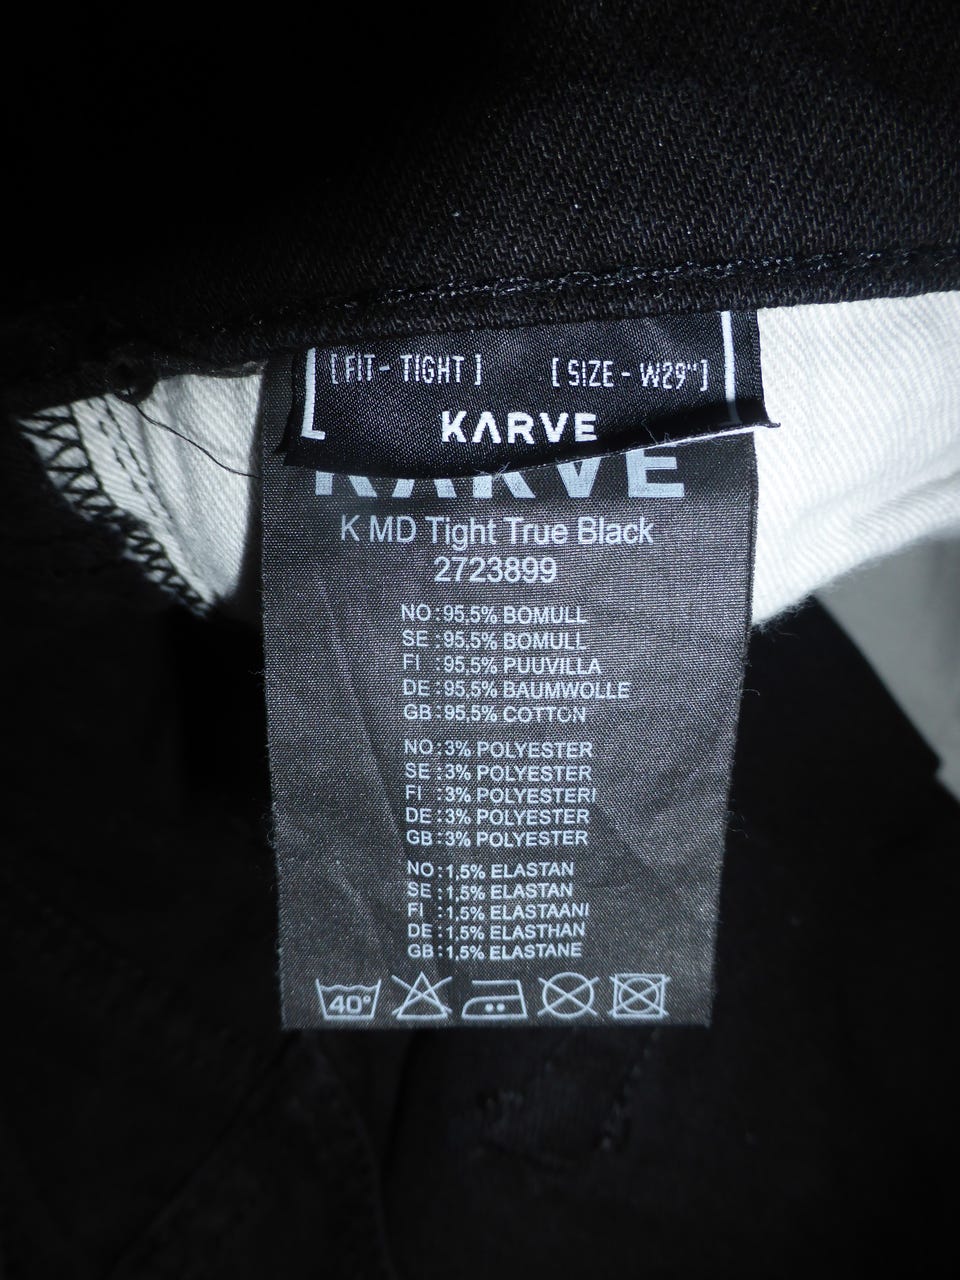 [ FIT - TIGHT ] [ SIZE - W29" ]
KARVE
KARVE
K MD Tight True Black
2723899
NO:95.5% BOMULL
SE:95.5% BOMULL
FI :95.5% PUUVILLA
DE:95.5% BAUMWOLLE
GB:95.5% COTTON
NO:3% POLYESTER
SE:3% POLYESTER
FI :3% POLYESTERI
DE:3% POLYESTER
GB:3% POLYESTER
NO:1,5% ELASTAN
SE:1,5% ELASTAN
FI :1,5% ELASTAANI
DE:1,5% ELASTHAN
GB:1,5% ELASTANE
40°